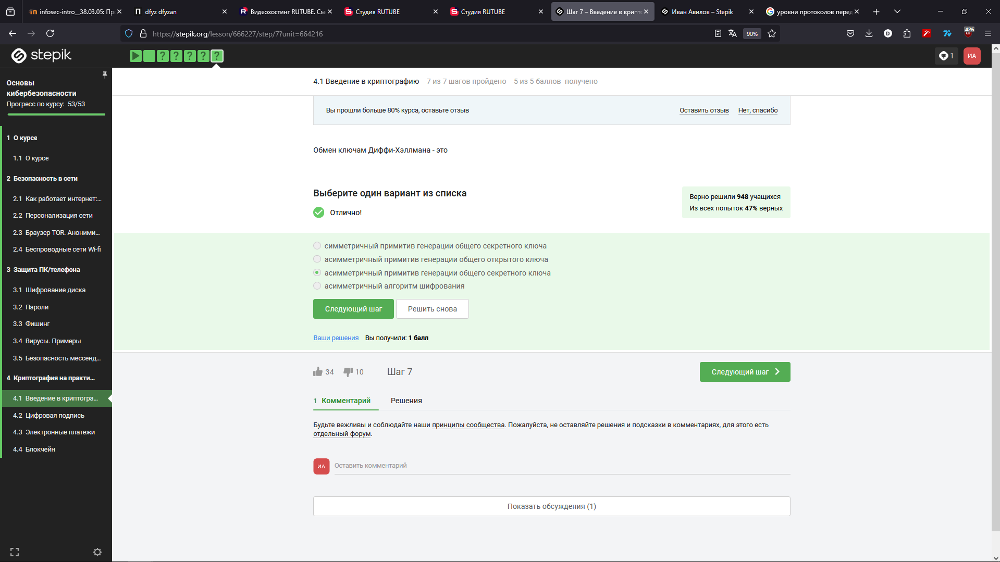 infosec-intro__38.03.05: Пр
dfyz dfyzan
Видеохостинг RUTUBE. См
Студия RUTUBE
Студия RUTUBE
Шаг 7 – Введение в крипт
Иван Авилов – Stepik
уровни протоколов перед
https://stepik.org/lesson/666227/step/7?unit=664216
90%
426
stepik
1
ИА
Основы
кибербезопасности
Прогресс по курсу: 53/53
1 О курсе
1.1 О курсе
2 Безопасность в сети
2.1 Как работает интернет:...
2.2 Персонализация сети
2.3 Браузер TOR. Аноними...
2.4 Беспроводные сети Wi-fi
3 Защита ПК/телефона
3.1 Шифрование диска
3.2 Пароли
3.3 Фишинг
3.4 Вирусы. Примеры
3.5 Безопасность мессенд...
4 Криптография на практи...
4.1 Введение в криптогра...
4.2 Цифровая подпись
4.3 Электронные платежи
4.4 Блокчейн
4.1 Введение в криптографию 7 из 7 шагов пройдено 5 из 5 баллов получено
Вы прошли больше 80% курса, оставьте отзыв
Оставить отзыв Нет, спасибо
Обмен ключам Диффи-Хэллмана - это
Выберите один вариант из списка
Отлично!
Верно решили 948 учащихся
Из всех попыток 47% верных
симметричный примитив генерации общего секретного ключа
асимметричный примитив генерации общего открытого ключа
асимметричный примитив генерации общего секретного ключа
асимметричный алгоритм шифрования
Следующий шаг Решить снова
Ваши решения Вы получили: 1 балл
34 10 Шаг 7
Следующий шаг
1 Комментарий Решения
Будьте вежливы и соблюдайте наши принципы сообщества. Пожалуйста, не оставляйте решения и подсказки в комментариях, для этого есть
отдельный форум.
ИА Оставить комментарий
Показать обсуждения (1)